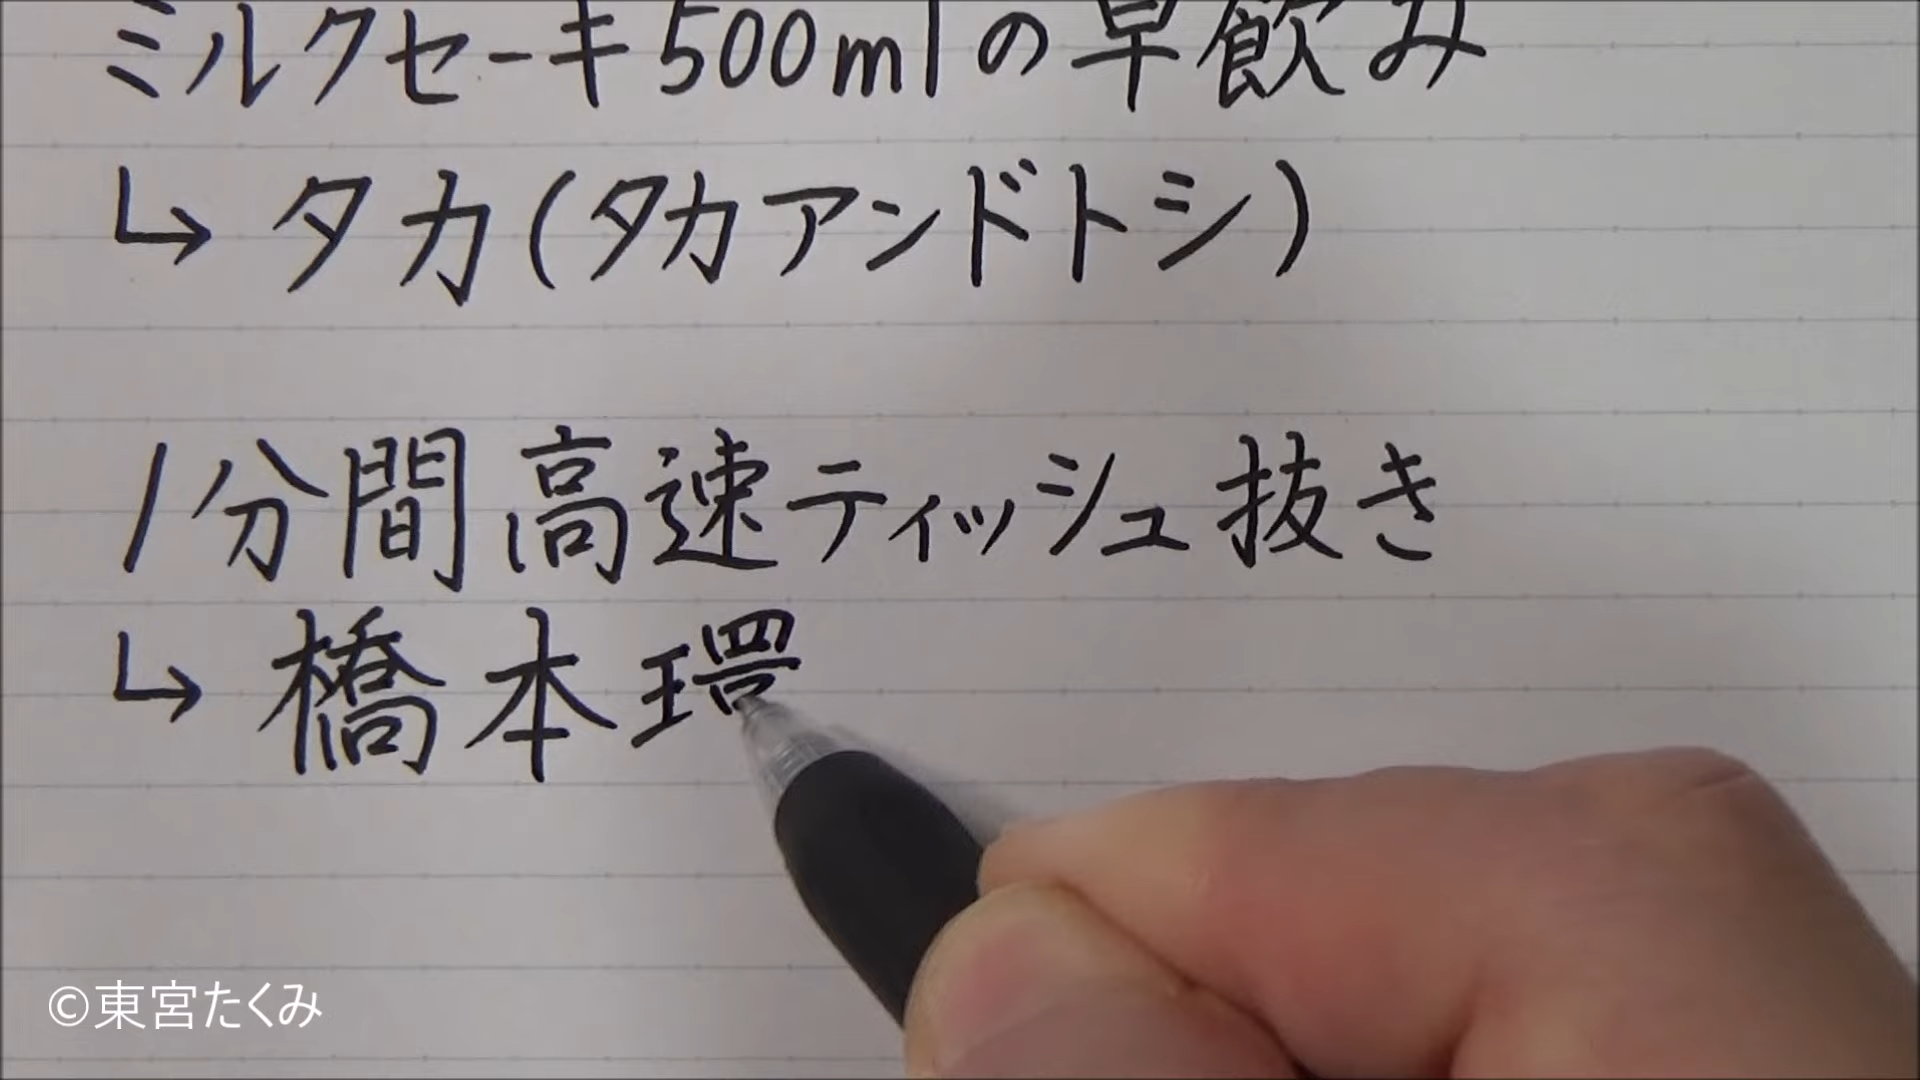 ミルクセーキ500mlの早飲み
↳タカ(タカアンドトシ)
1分間高速ティッシュ抜き
↳橋本環
©東宮たくみ